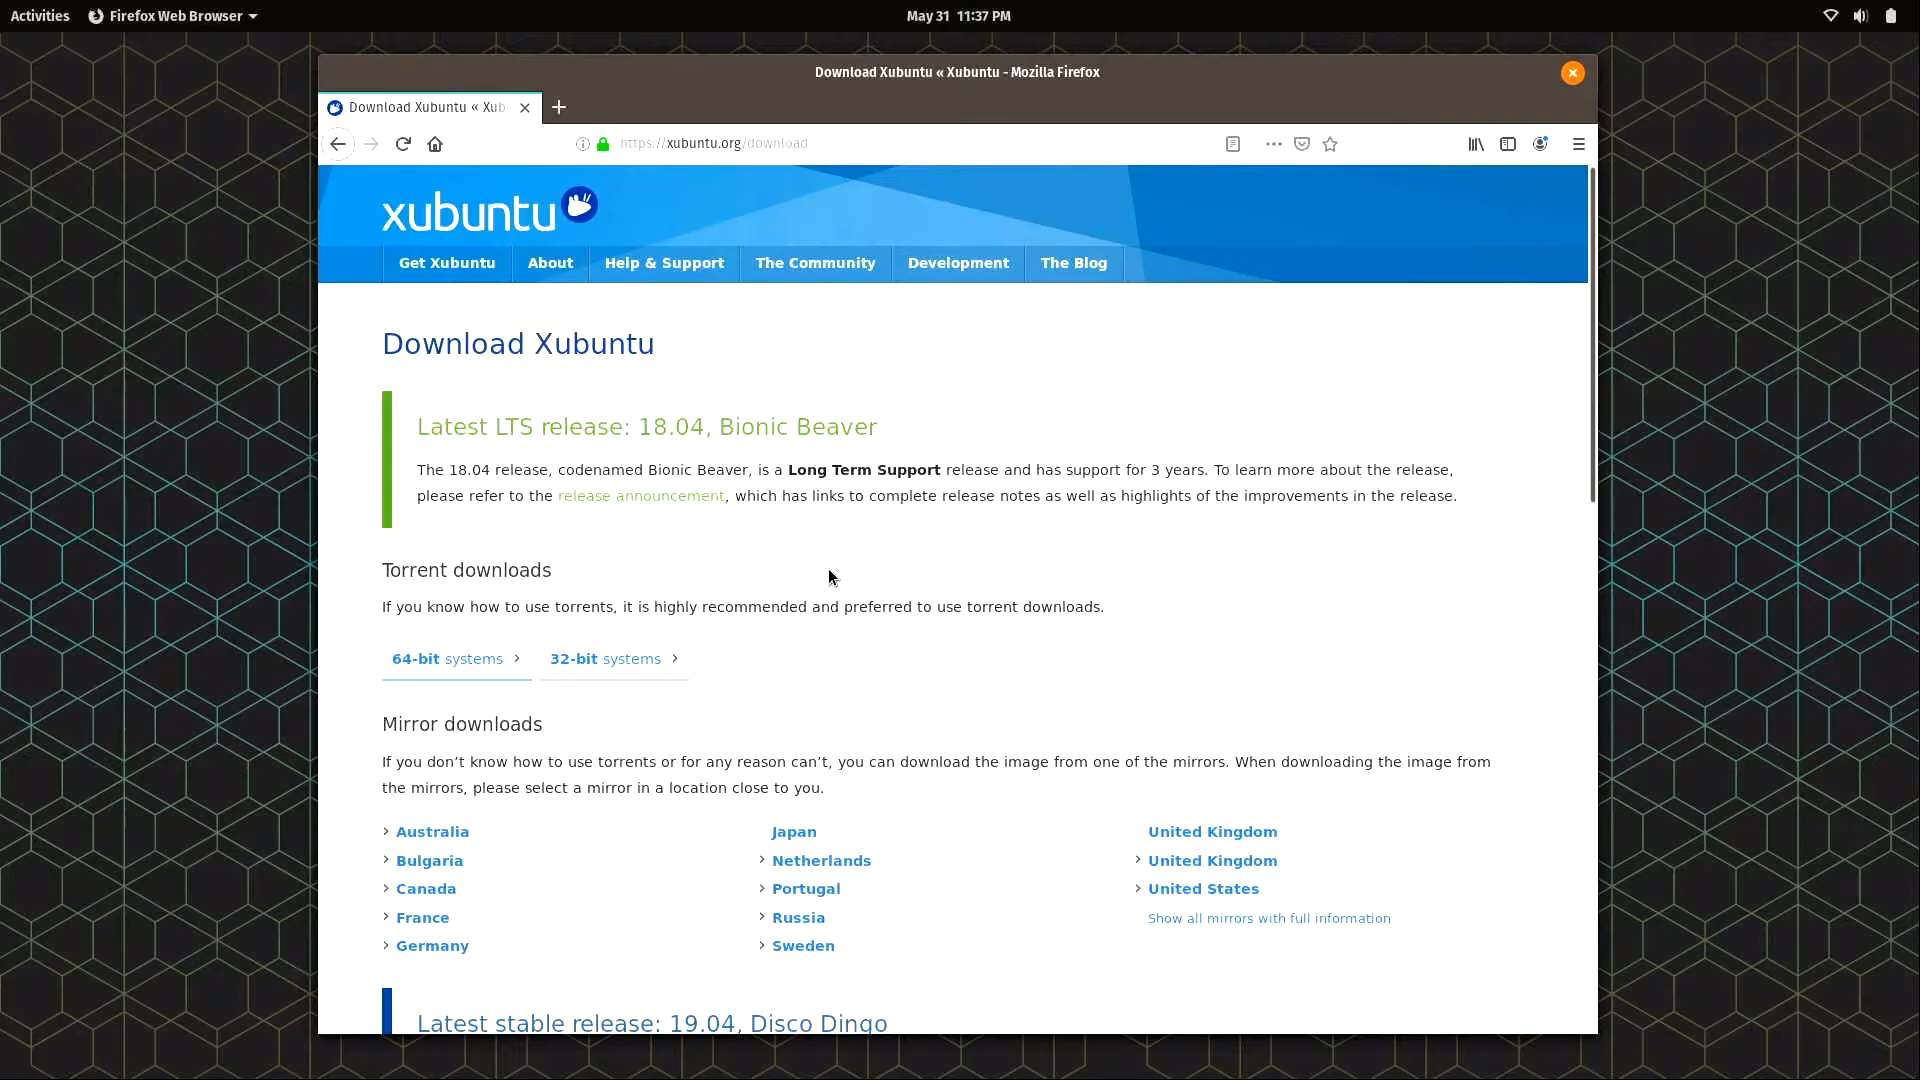 Activities Firefox Web Browser May 31 11:37 PM
Download Xubuntu « Xubuntu - Mozilla Firefox
Download Xubuntu « Xub
https://xubuntu.org/download
xubuntu
Get Xubuntu About Help & Support The Community Development The Blog
Download Xubuntu
Latest LTS release: 18.04, Bionic Beaver
The 18.04 release, codenamed Bionic Beaver, is a Long Term Support release and has support for 3 years. To learn more about the release,
please refer to the release announcement, which has links to complete release notes as well as highlights of the improvements in the release.
Torrent downloads
If you know how to use torrents, it is highly recommended and preferred to use torrent downloads.
64-bit systems › 32-bit systems ›
Mirror downloads
If you don’t know how to use torrents or for any reason can’t, you can download the image from one of the mirrors. When downloading the image from
the mirrors, please select a mirror in a location close to you.
› Australia
› Bulgaria
› Canada
› France
› Germany
Japan
› Netherlands
› Portugal
› Russia
› Sweden
United Kingdom
› United Kingdom
› United States
Show all mirrors with full information
Latest stable release: 19.04, Disco Dingo